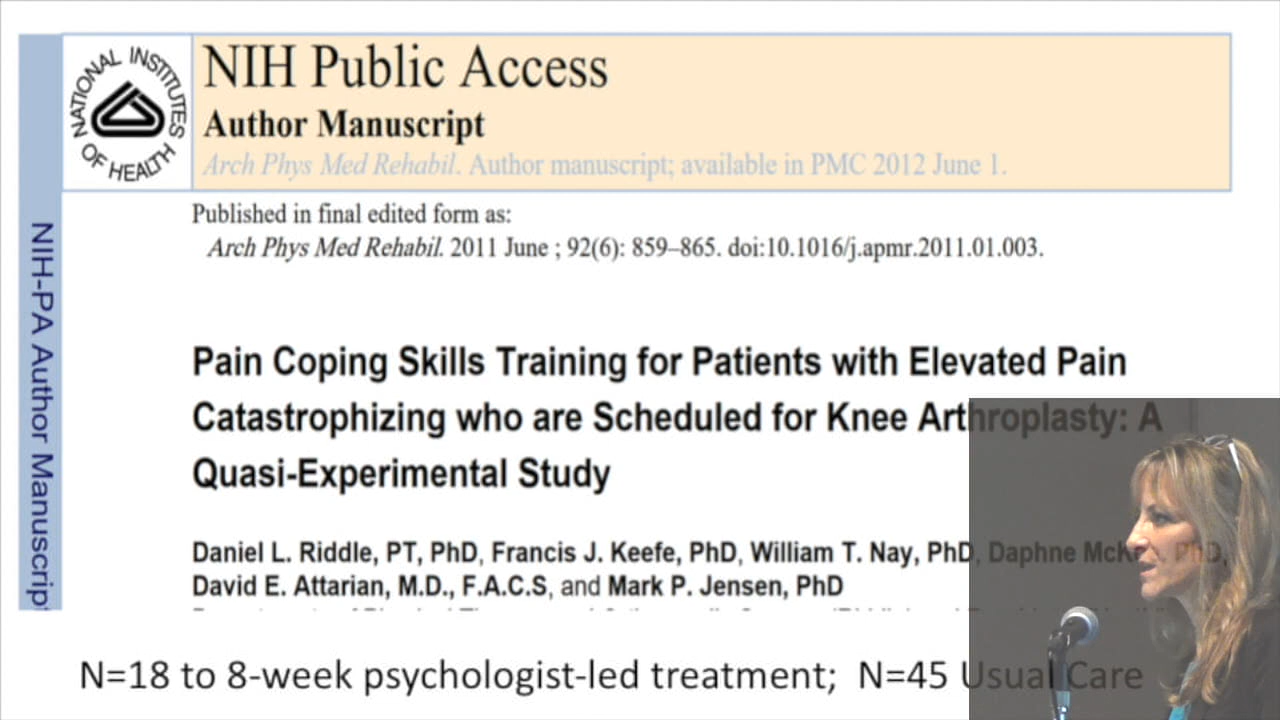 NATIONAL INSTITUTES OF HEALTH
NIH Public Access
Author Manuscript
Arch Phys Med Rehabil. Author manuscript; available in PMC 2012 June 1.
Published in final edited form as:
Arch Phys Med Rehabil. 2011 June ; 92(6): 859–865. doi:10.1016/j.apmr.2011.01.003.
NIH-PA Author Manuscript
Pain Coping Skills Training for Patients with Elevated Pain
Catastrophizing who are Scheduled for Knee Arthroplasty: A
Quasi-Experimental Study
Daniel L. Riddle, PT, PhD, Francis J. Keefe, PhD, William T. Nay, PhD, Daphne PhD,
David E. Attarian, M.D., F.A.C.S, and Mark P. Jensen, PhD
N=18 to 8-week psychologist-led treatment; N=45 Usual Care